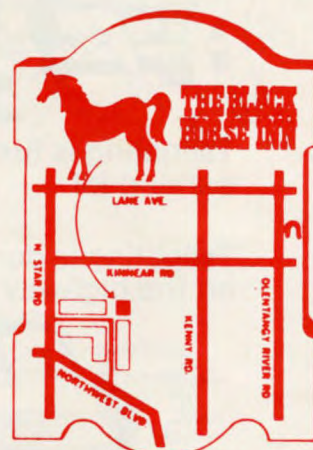 THE BLACK
HORSE INN
LANE AVE.
N STAR RD
KINNEAR RD
KENNY RD.
OLENTANGY RIVER RD
NORTHWEST BLVD.